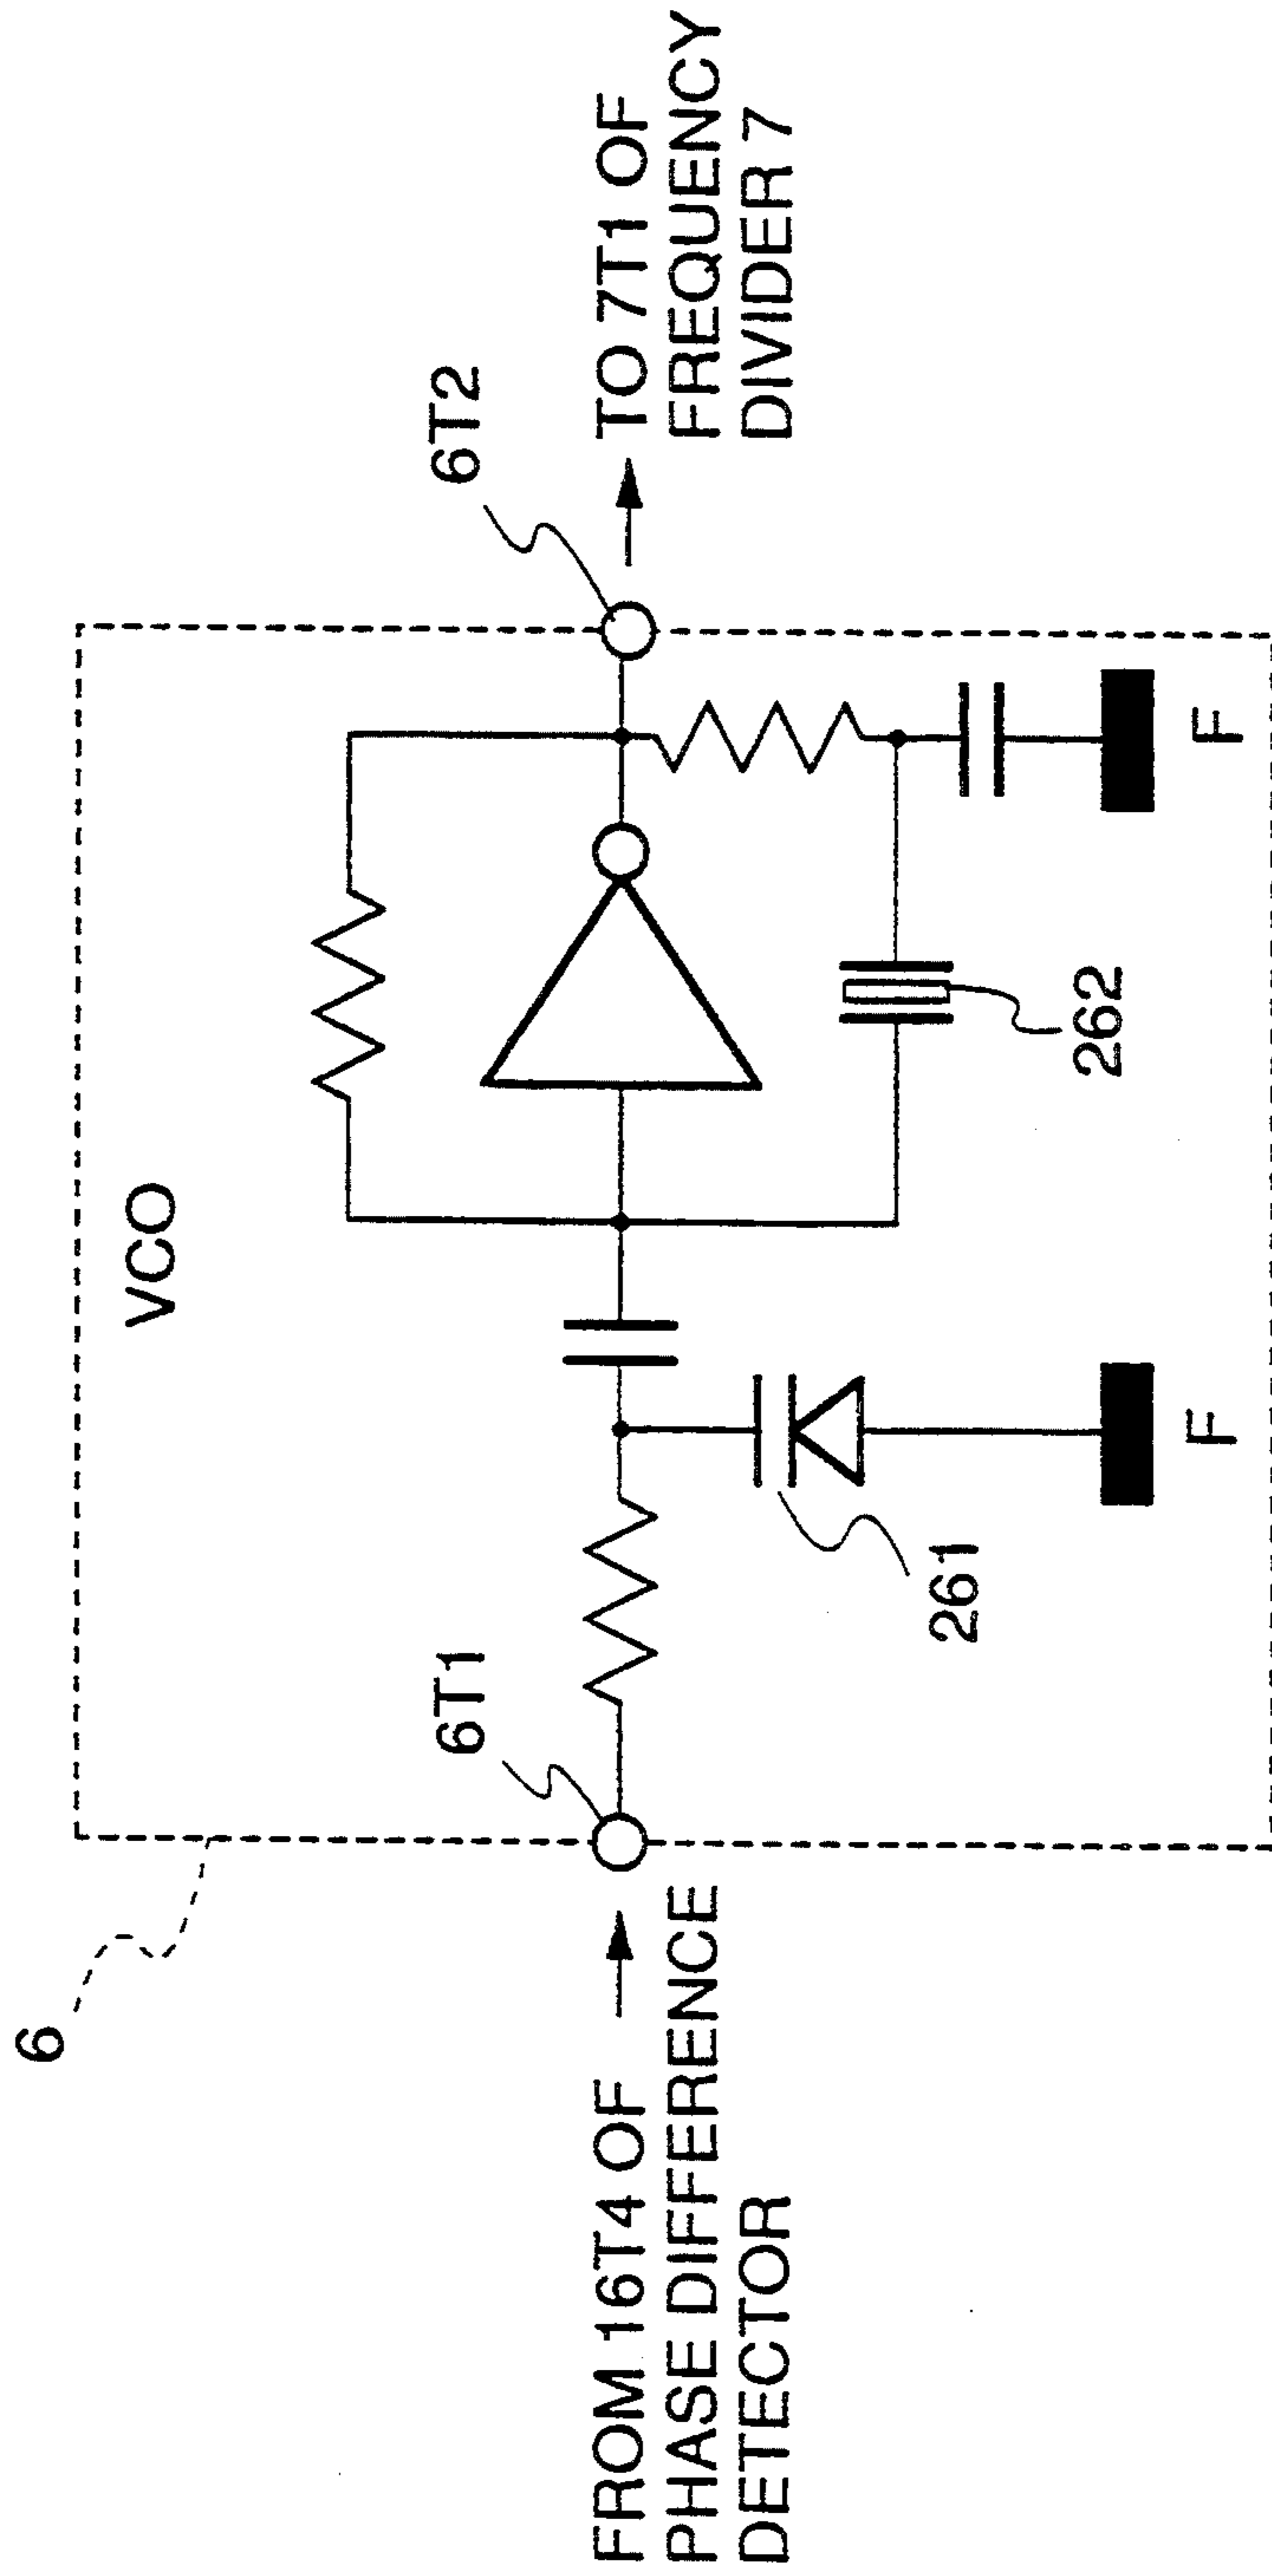 6
VCO
FROM 16T4 OF
PHASE DIFFERENCE
DETECTOR
6T1
6T2
TO 7T1 OF
FREQUENCY
DIVIDER 7
261
262
F
F